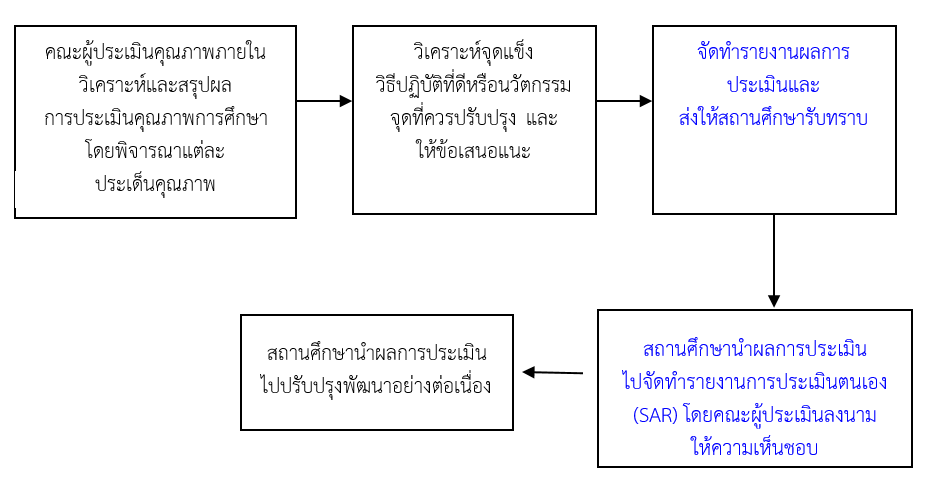 คณะผู้ประเมินคุณภาพภายใน
วิเคราะห์และสรุปผล
การประเมินคุณภาพการศึกษา
โดยพิจารณาแต่ละ
ประเด็นคุณภาพ
วิเคราะห์จุดแข็ง
วิธีปฏิบัติที่ดีหรือนวัตกรรม
จุดที่ควรปรับปรุง และ
ให้ข้อเสนอแนะ
จัดทำรายงานผลการ
ประเมินและ
ส่งให้สถานศึกษารับทราบ
สถานศึกษานำผลการประเมิน
ไปจัดทำรายงานการประเมินตนเอง
(SAR) โดยคณะผู้ประเมินลงนาม
ให้ความเห็นชอบ
สถานศึกษานำผลการประเมิน
ไปปรับปรุงพัฒนาอย่างต่อเนื่อง